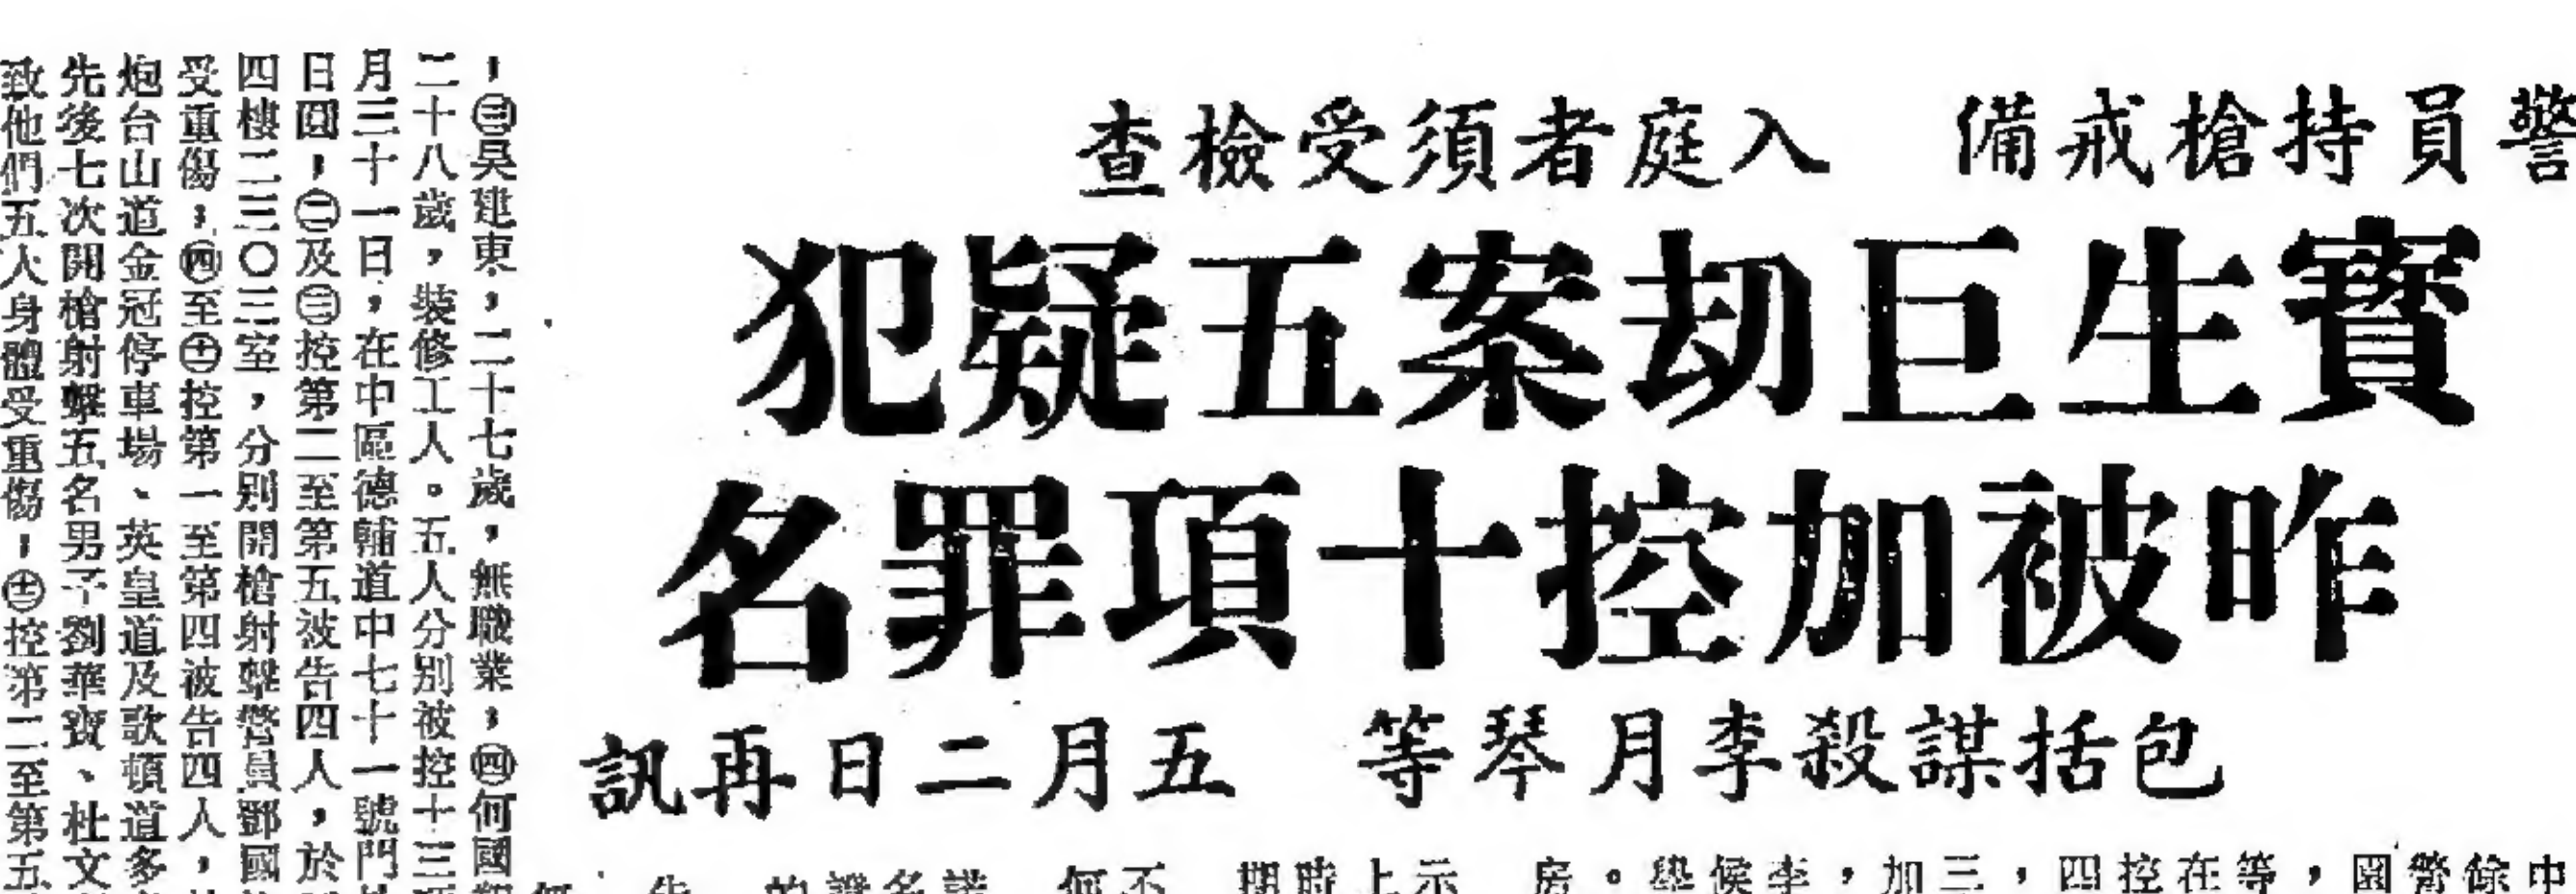 警員持槍戒備　入庭者須受檢查
寶生巨劫案五疑犯
昨被加控十項罪名
包括謀殺李月琴等　五月二日再訊
，㊂吳建東，二十七歲，無職業，㊃何國
二十八歲，裝修工人。五人分別被控十三
月三十一日，在中區德輔道中七十一號門
日圓，㊁及㊂控第二至第五被告四人，於
四樓二三〇三室，分別開槍射擊警員鄧國
受重傷；㊃至㊉控第一至第四被告四人，
炮台山道金冠停車場、英皇道及歌頓道多
先後七次開槍射擊五名男子劉華寶、杜文
致他們五人身體受重傷；控第二至第五